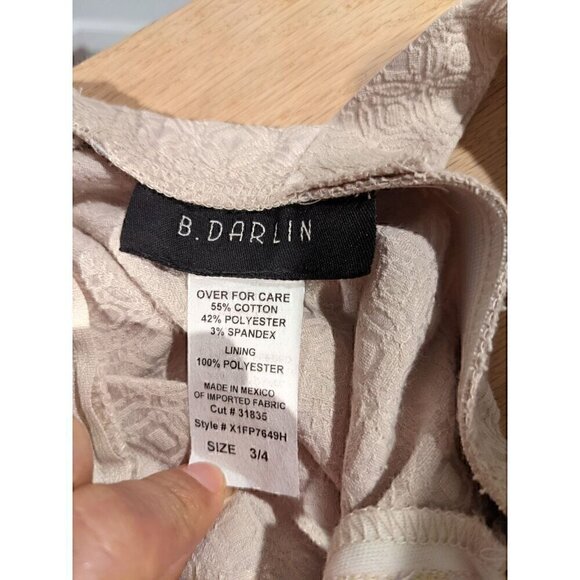 B. DARLIN
OVER FOR CARE
55% COTTON
42% POLYESTER
3% SPANDEX
LINING
100% POLYESTER
MADE IN MEXICO
OF IMPORTED FABRIC
Cut # 31835
Style # X1FP7649H
SIZE 3/4